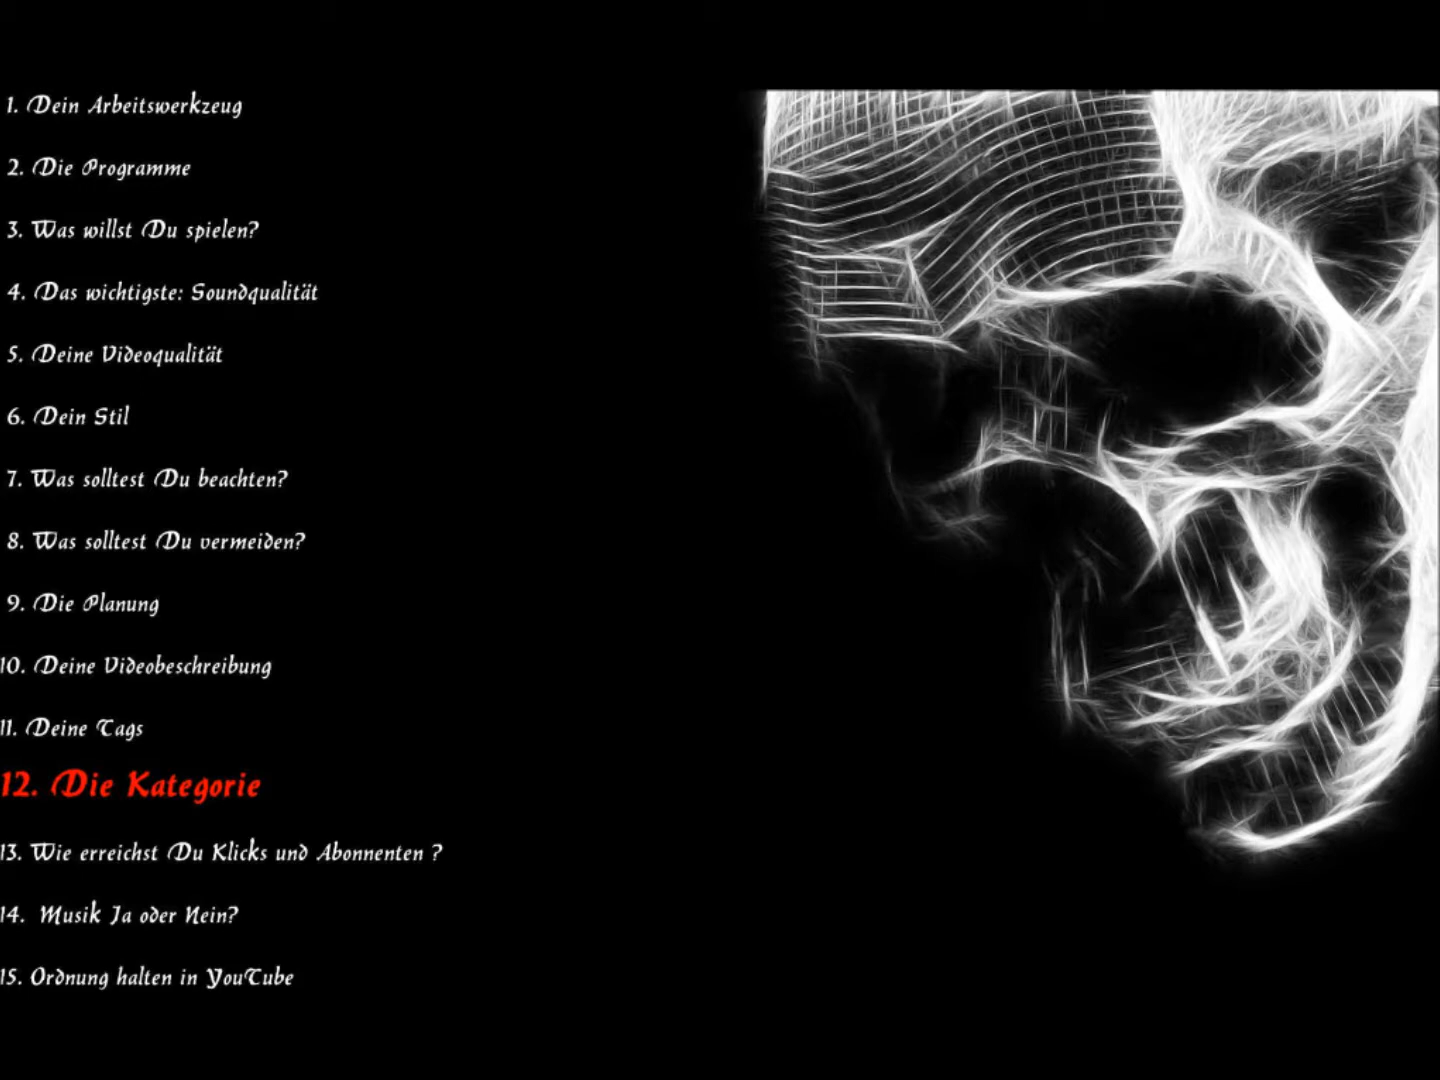 1. Dein Arbeitswerkzeug
2. Die Programme
3. Was willst Du spielen?
4. Das wichtigste: Soundqualität
5. Deine Videoqualität
6. Dein Stil
7. Was solltest Du beachten?
8. Was solltest Du vermeiden?
9. Die Planung
10. Deine Videobeschreibung
11. Deine Tags
12. Die Kategorie
13. Wie erreichst Du Klicks und Abonnenten ?
14. Musik Ja oder Nein?
15. Ordnung halten in YouTube